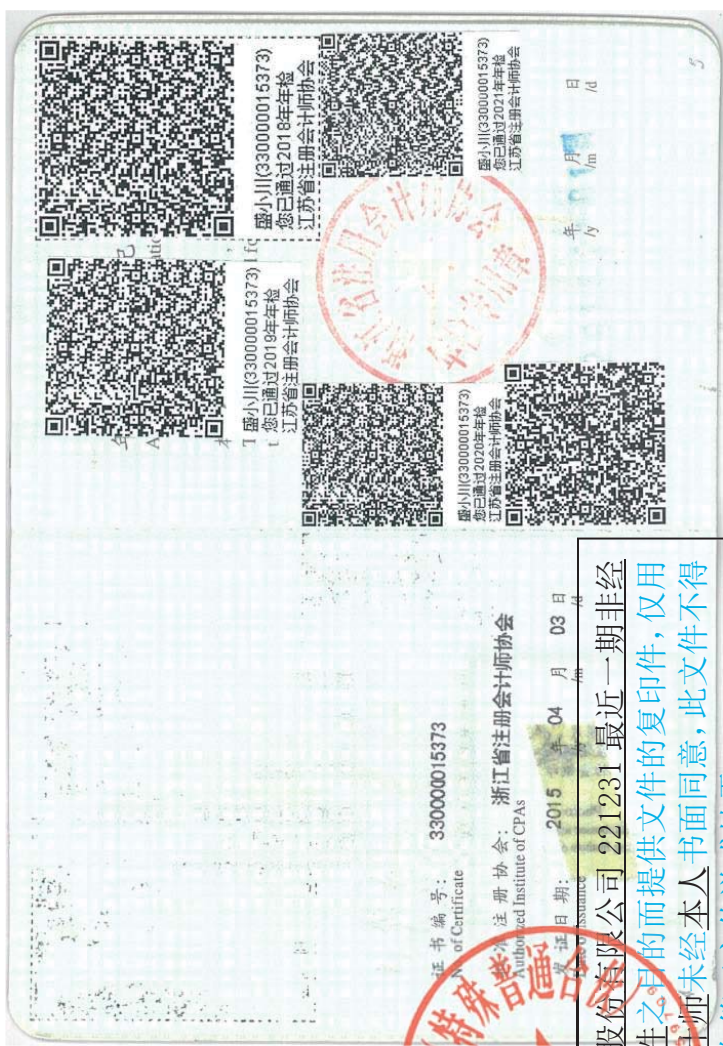 盛小川(330000015373)
您已通过2018年年检
江苏省注册会计师协会
盛小川(330000015373)
您已通过2021年年检
江苏省注册会计师协会
盛小川(330000015373)
您已通过2019年年检
江苏省注册会计师协会
盛小川(330000015373)
您已通过2020年年检
江苏省注册会计师协会
年 月 日
/y /m /d
5
证书编号: 330000015373
of Certificate
注册协会: 浙江省注册会计师协会
Authorized Institute of CPAs
发证日期: 2015 年 04 月 03 日
/m /d
股份有限公司 221231 最近一期非经
之目的而提供文件的复印件,仅用
师未经本人书面同意,此文件不得
特殊普通合